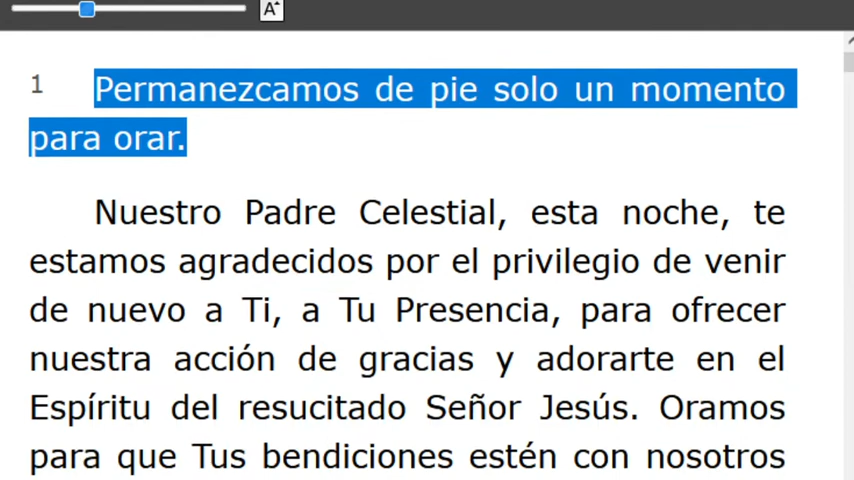 A
1 Permanezcamos de pie solo un momento
para orar.
Nuestro Padre Celestial, esta noche, te
estamos agradecidos por el privilegio de venir
de nuevo a Ti, a Tu Presencia, para ofrecer
nuestra acción de gracias y adorarte en el
Espíritu del resucitado Señor Jesús. Oramos
para que Tus bendiciones estén con nosotros